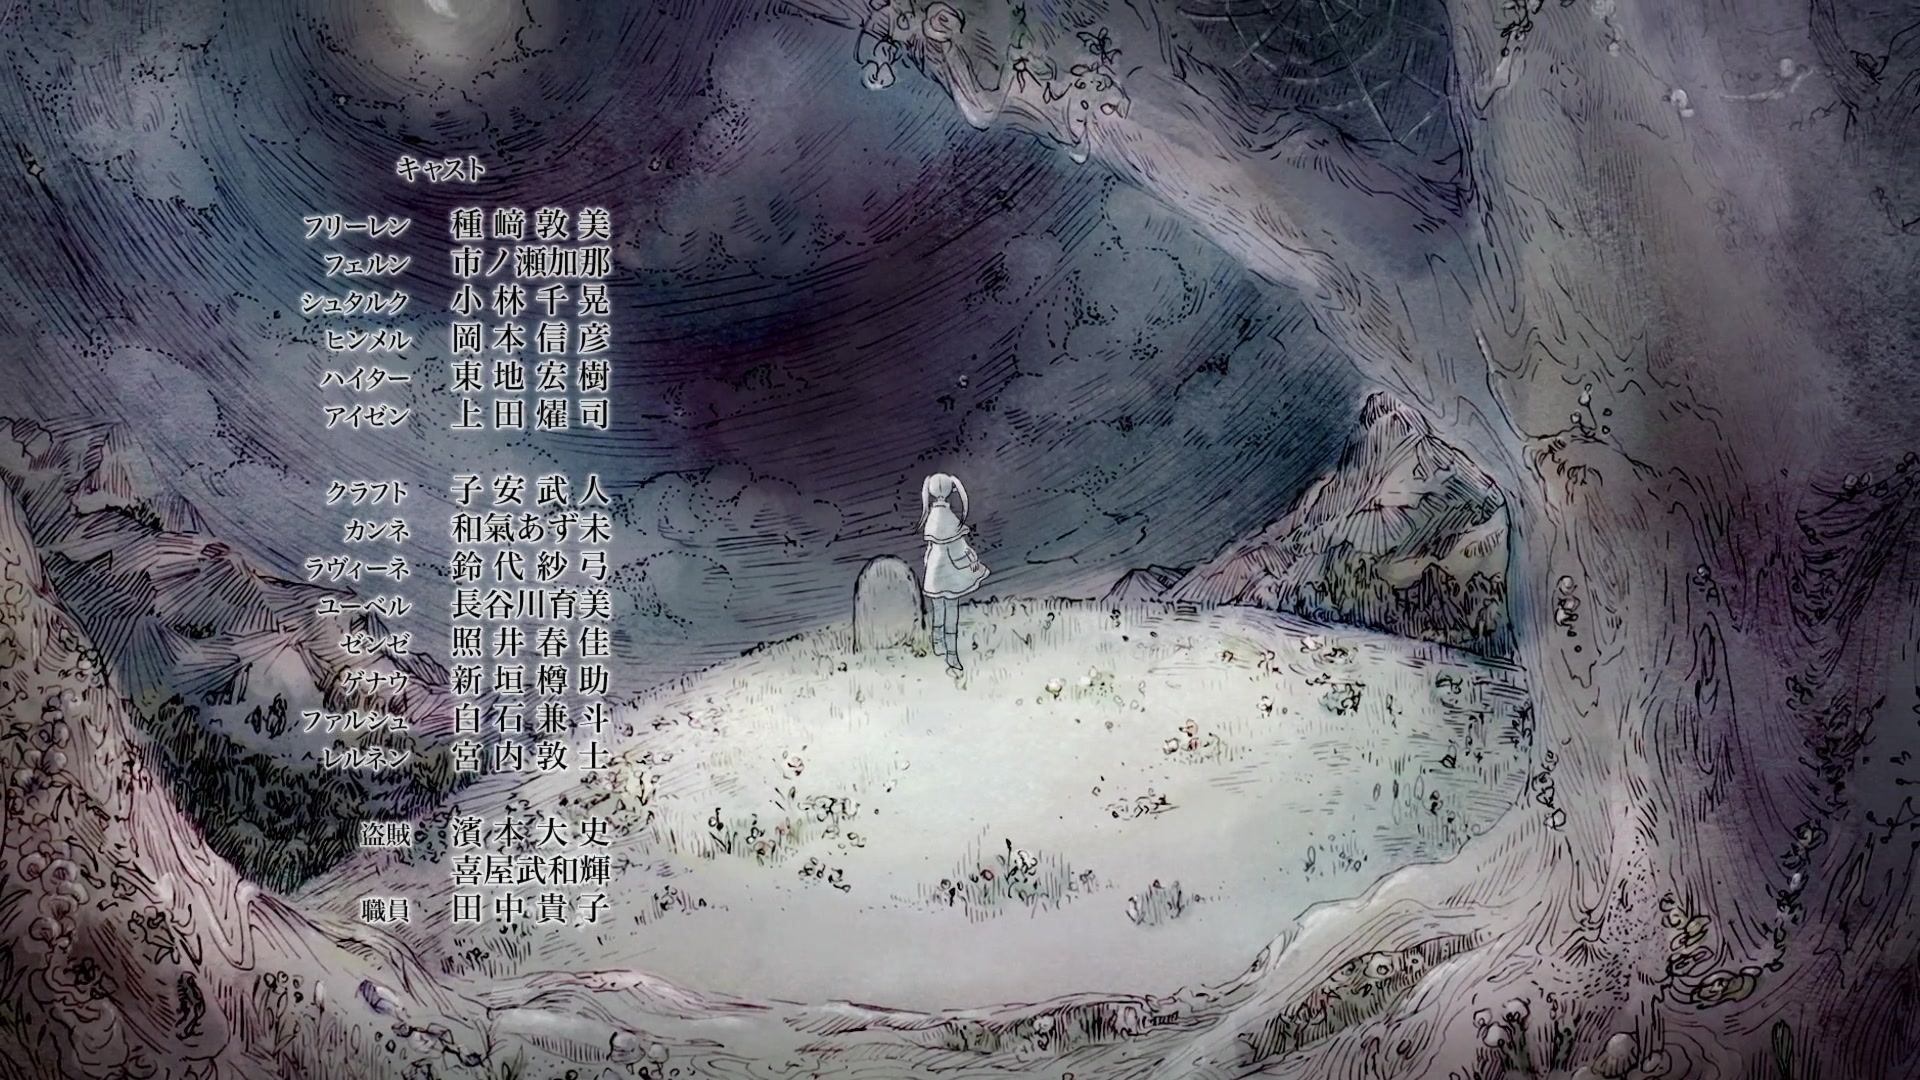 キャスト
フリーレン 種﨑敦美
フェルン 市ノ瀬加那
シュタルク 小林千晃
ヒンメル 岡本信彦
ハイター 東地宏樹
アイゼン 上田燿司
クラフト 子安武人
カンネ 和氣あず未
ラヴィーネ 鈴代紗弓
ユーベル 長谷川育美
ゼンゼ 照井春佳
ゲナウ 新垣樽助
ファルシュ 白石兼斗
レルネン 宮内敦士
盗賊 濱本大史
喜屋武和輝
職員 田中貴子